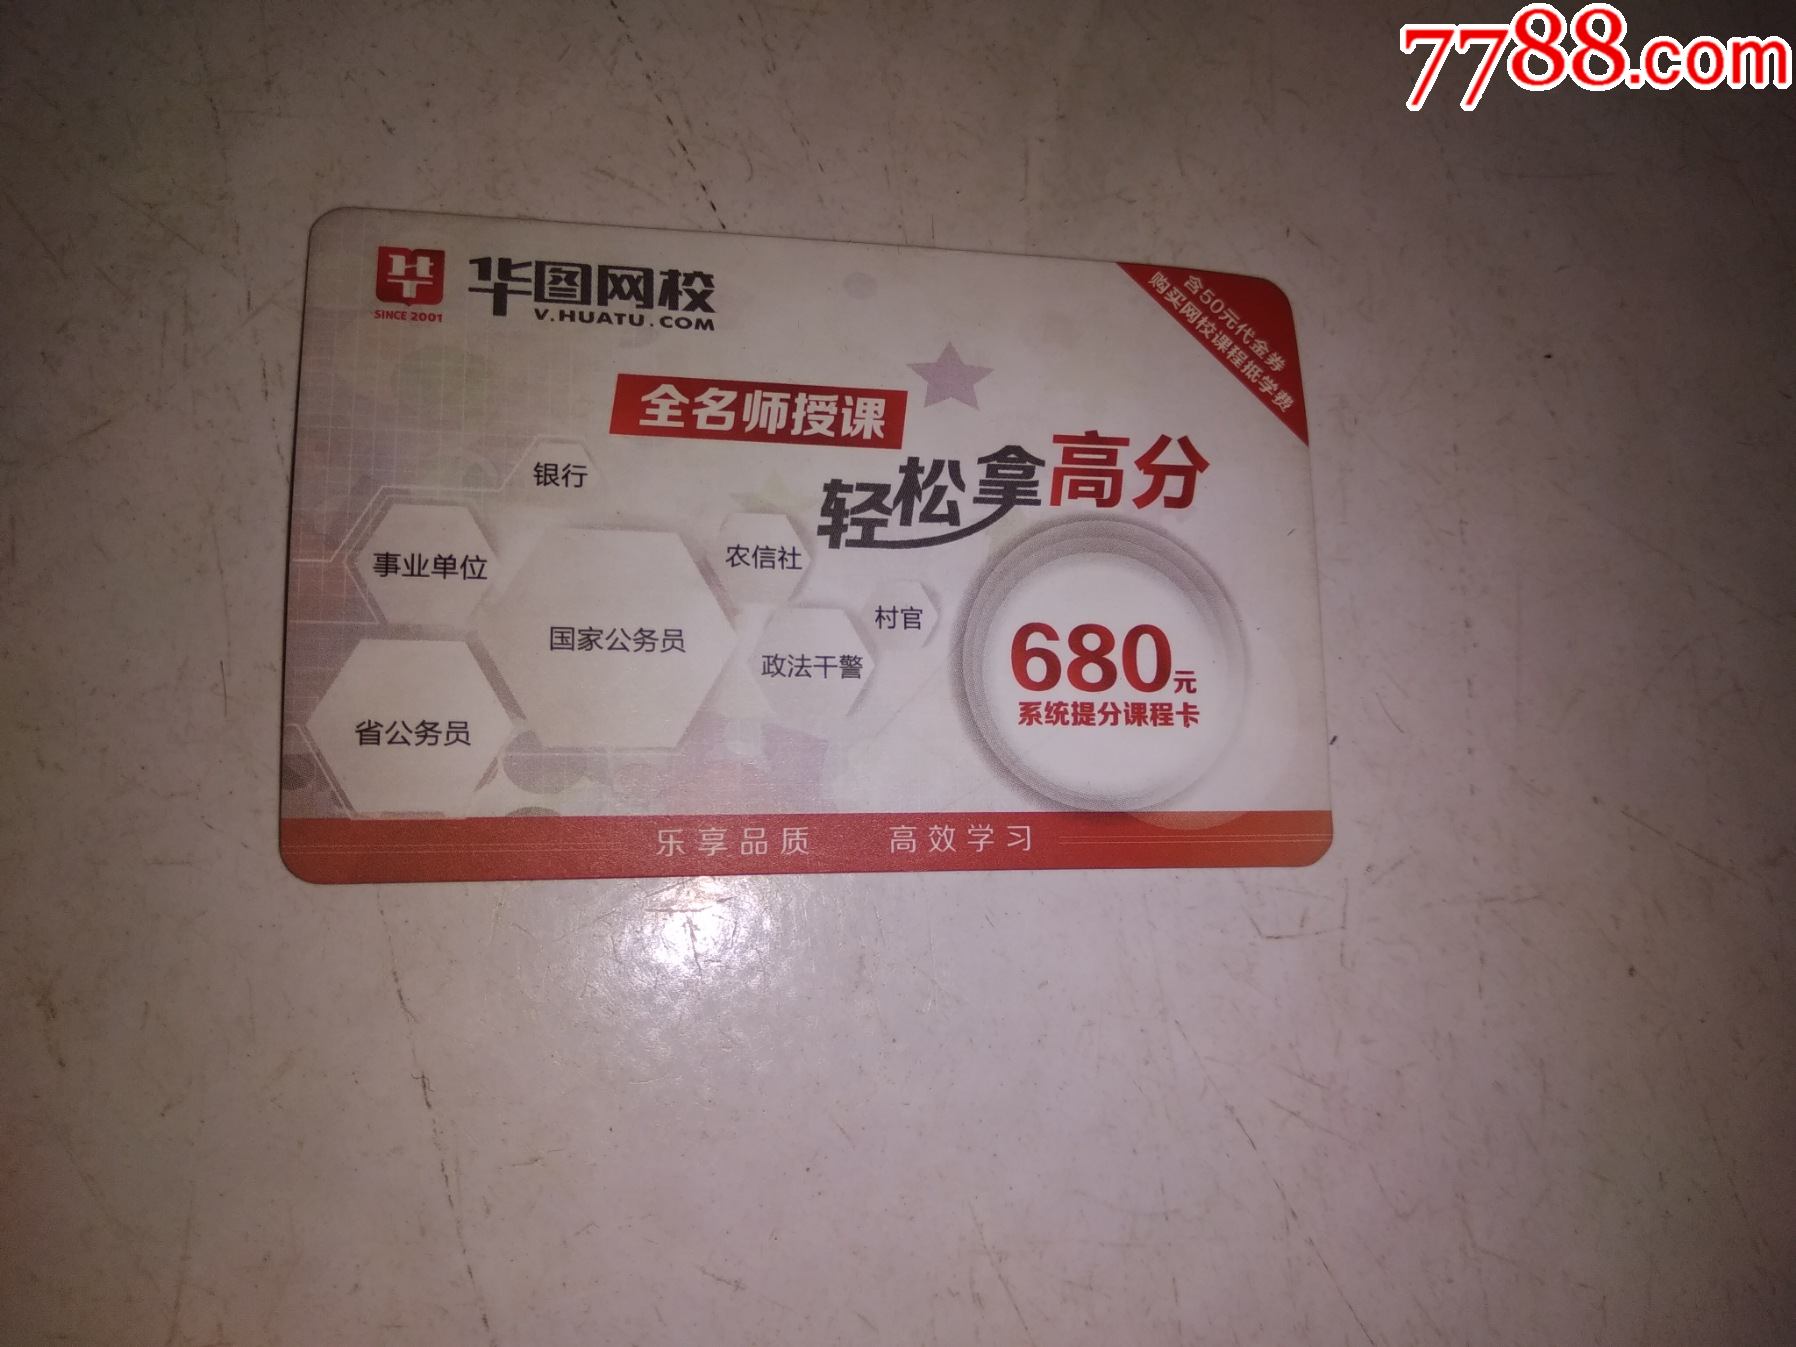 7788.com
华图网校
SINCE 2001
V.HUATU.COM
含50元代金券
购买网校课程抵学费
全名师授课
轻松拿高分
银行
事业单位
农信社
国家公务员
村官
政法干警
省公务员
680元
系统提分课程卡
乐享品质 高效学习